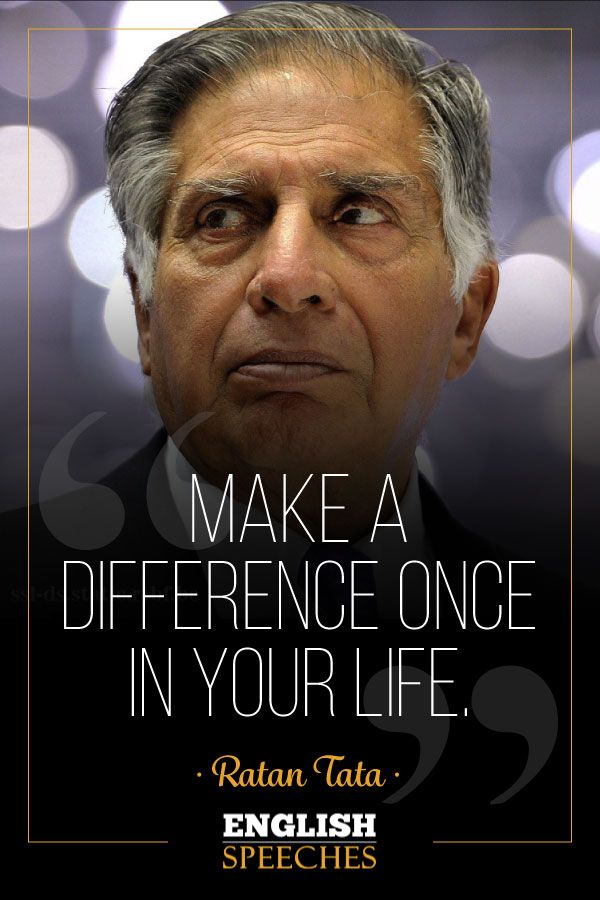 MAKE A
DIFFERENCE ONCE
IN YOUR LIFE.
· Ratan Tata ·
ENGLISH
SPEECHES